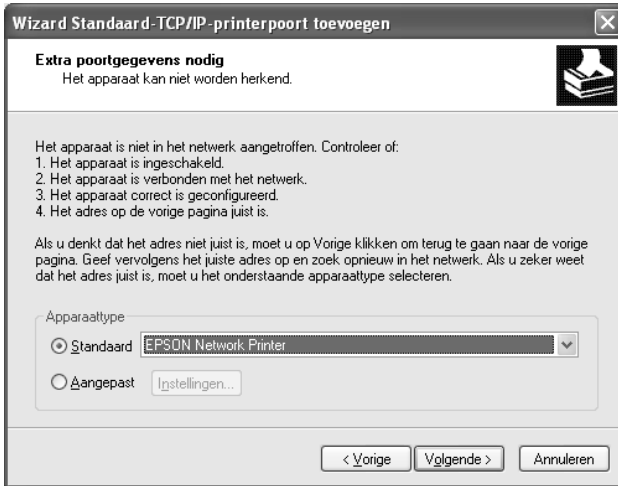 Wizard Standaard-TCP/IP-printerpoort toevoegen
Extra poortgegevens nodig
Het apparaat kan niet worden herkend.
Het apparaat is niet in het netwerk aangetroffen. Controleer of:
1. Het apparaat is ingeschakeld.
2. Het apparaat is verbonden met het netwerk.
3. Het apparaat correct is geconfigureerd.
4. Het adres op de vorige pagina juist is.
Als u denkt dat het adres niet juist is, moet u op Vorige klikken om terug te gaan naar de vorige
pagina. Geef vervolgens het juiste adres op en zoek opnieuw in het netwerk. Als u zeker weet
dat het adres juist is, moet u het onderstaande apparaattype selecteren.
Apparaattype
Standaard EPSON Network Printer
Aangepast Instellingen...
< Vorige Volgende > Annuleren